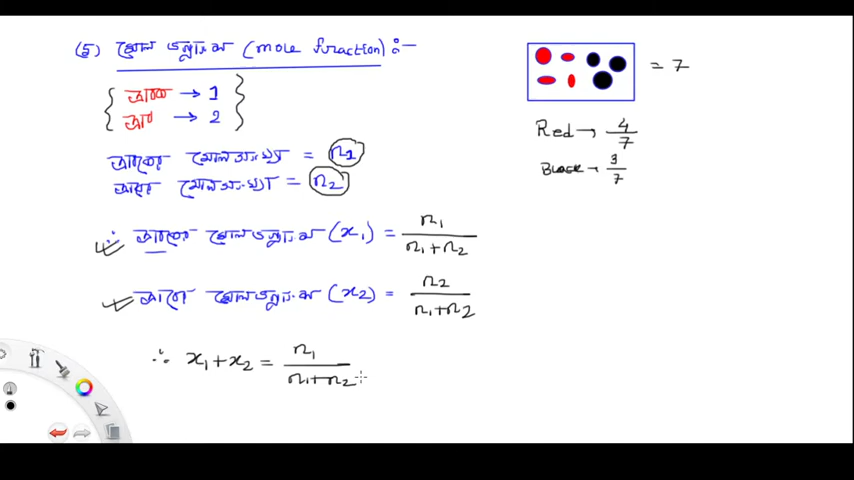 (৫) মোল ভগ্নাংশ (mole fraction) :-
দ্রাবক → 1
দ্রাব → 2
দ্রাবকের মোলসংখ্যা = n₁
দ্রাবের মোলসংখ্যা = n₂
∴ দ্রাবকের মোলভগ্নাংশ (x₁) = n₁ / n₁+n₂
দ্রাবের মোলভগ্নাংশ (x₂) = n₂ / n₁+n₂
∴ x₁+x₂ = n₁ / n₁+n₂
= 7
Red → 4/7
Black → 3/7